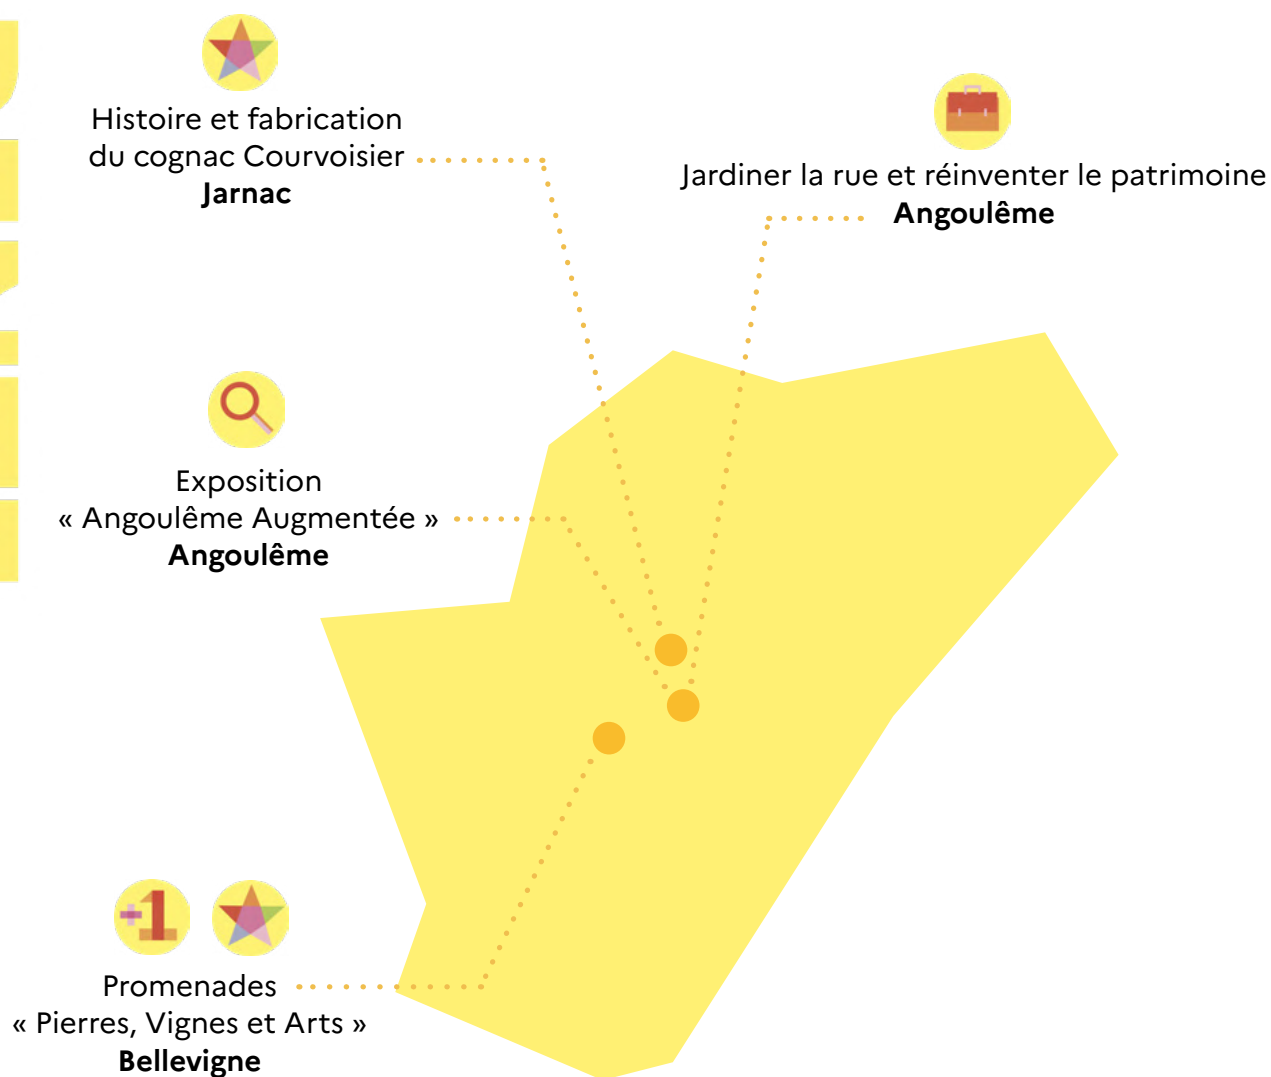 Histoire et fabrication
du cognac Courvoisier
Jarnac
Jardiner la rue et réinventer le patrimoine
Angoulême
Exposition
« Angoulême Augmentée »
Angoulême
+1
Promenades
« Pierres, Vignes et Arts »
Bellevigne